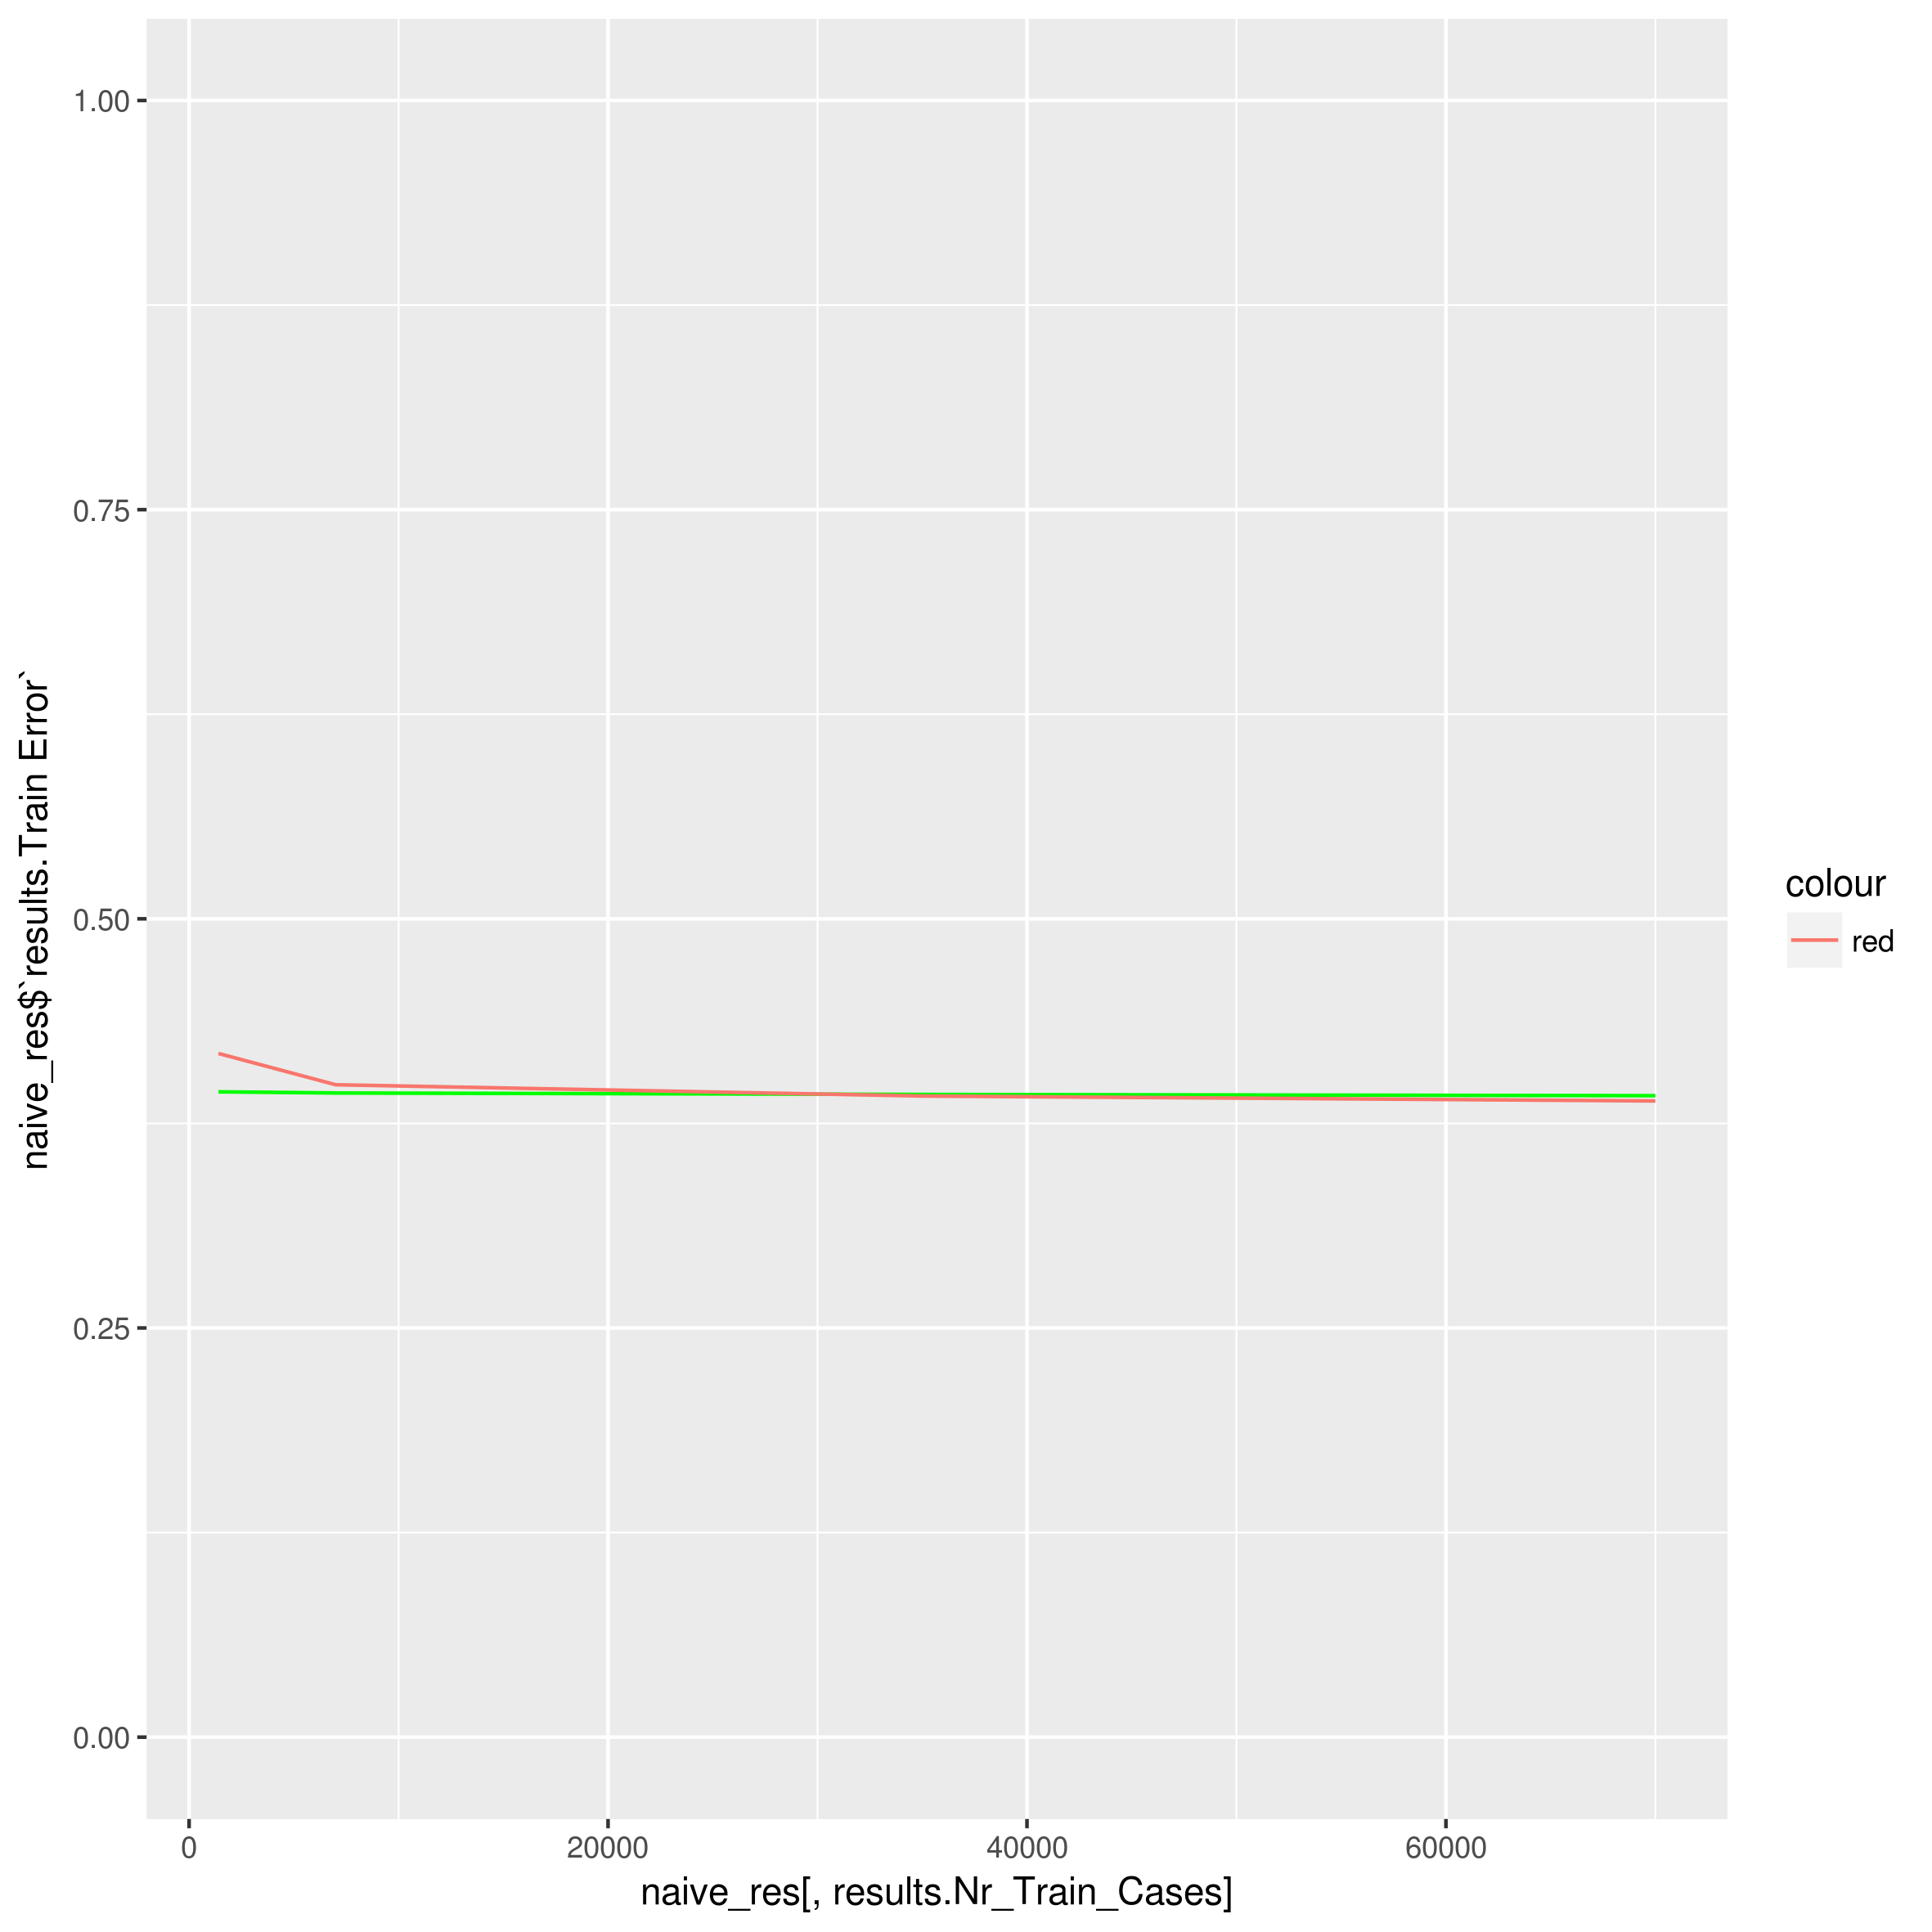 1.00
0.75
0.50
0.25
0.00
naive_res$`results.Train Error`
0
20000
40000
60000
naive_res[, results.Nr_Train_Cases]
colour
red